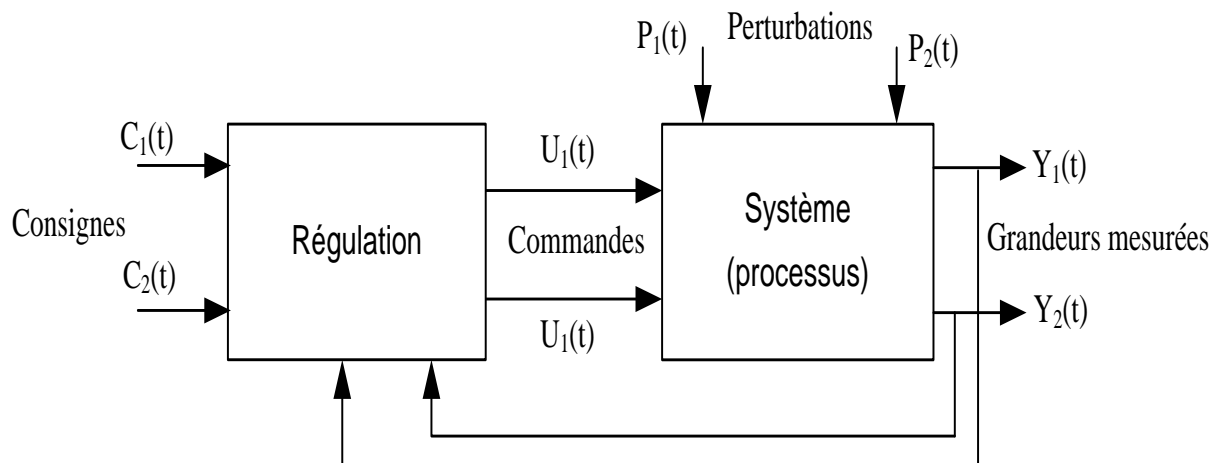 P₁(t)
Perturbations
P₂(t)
C₁(t)
U₁(t)
Y₁(t)
Consignes
Régulation
Commandes
Système
(processus)
Grandeurs mesurées
C₂(t)
U₁(t)
Y₂(t)